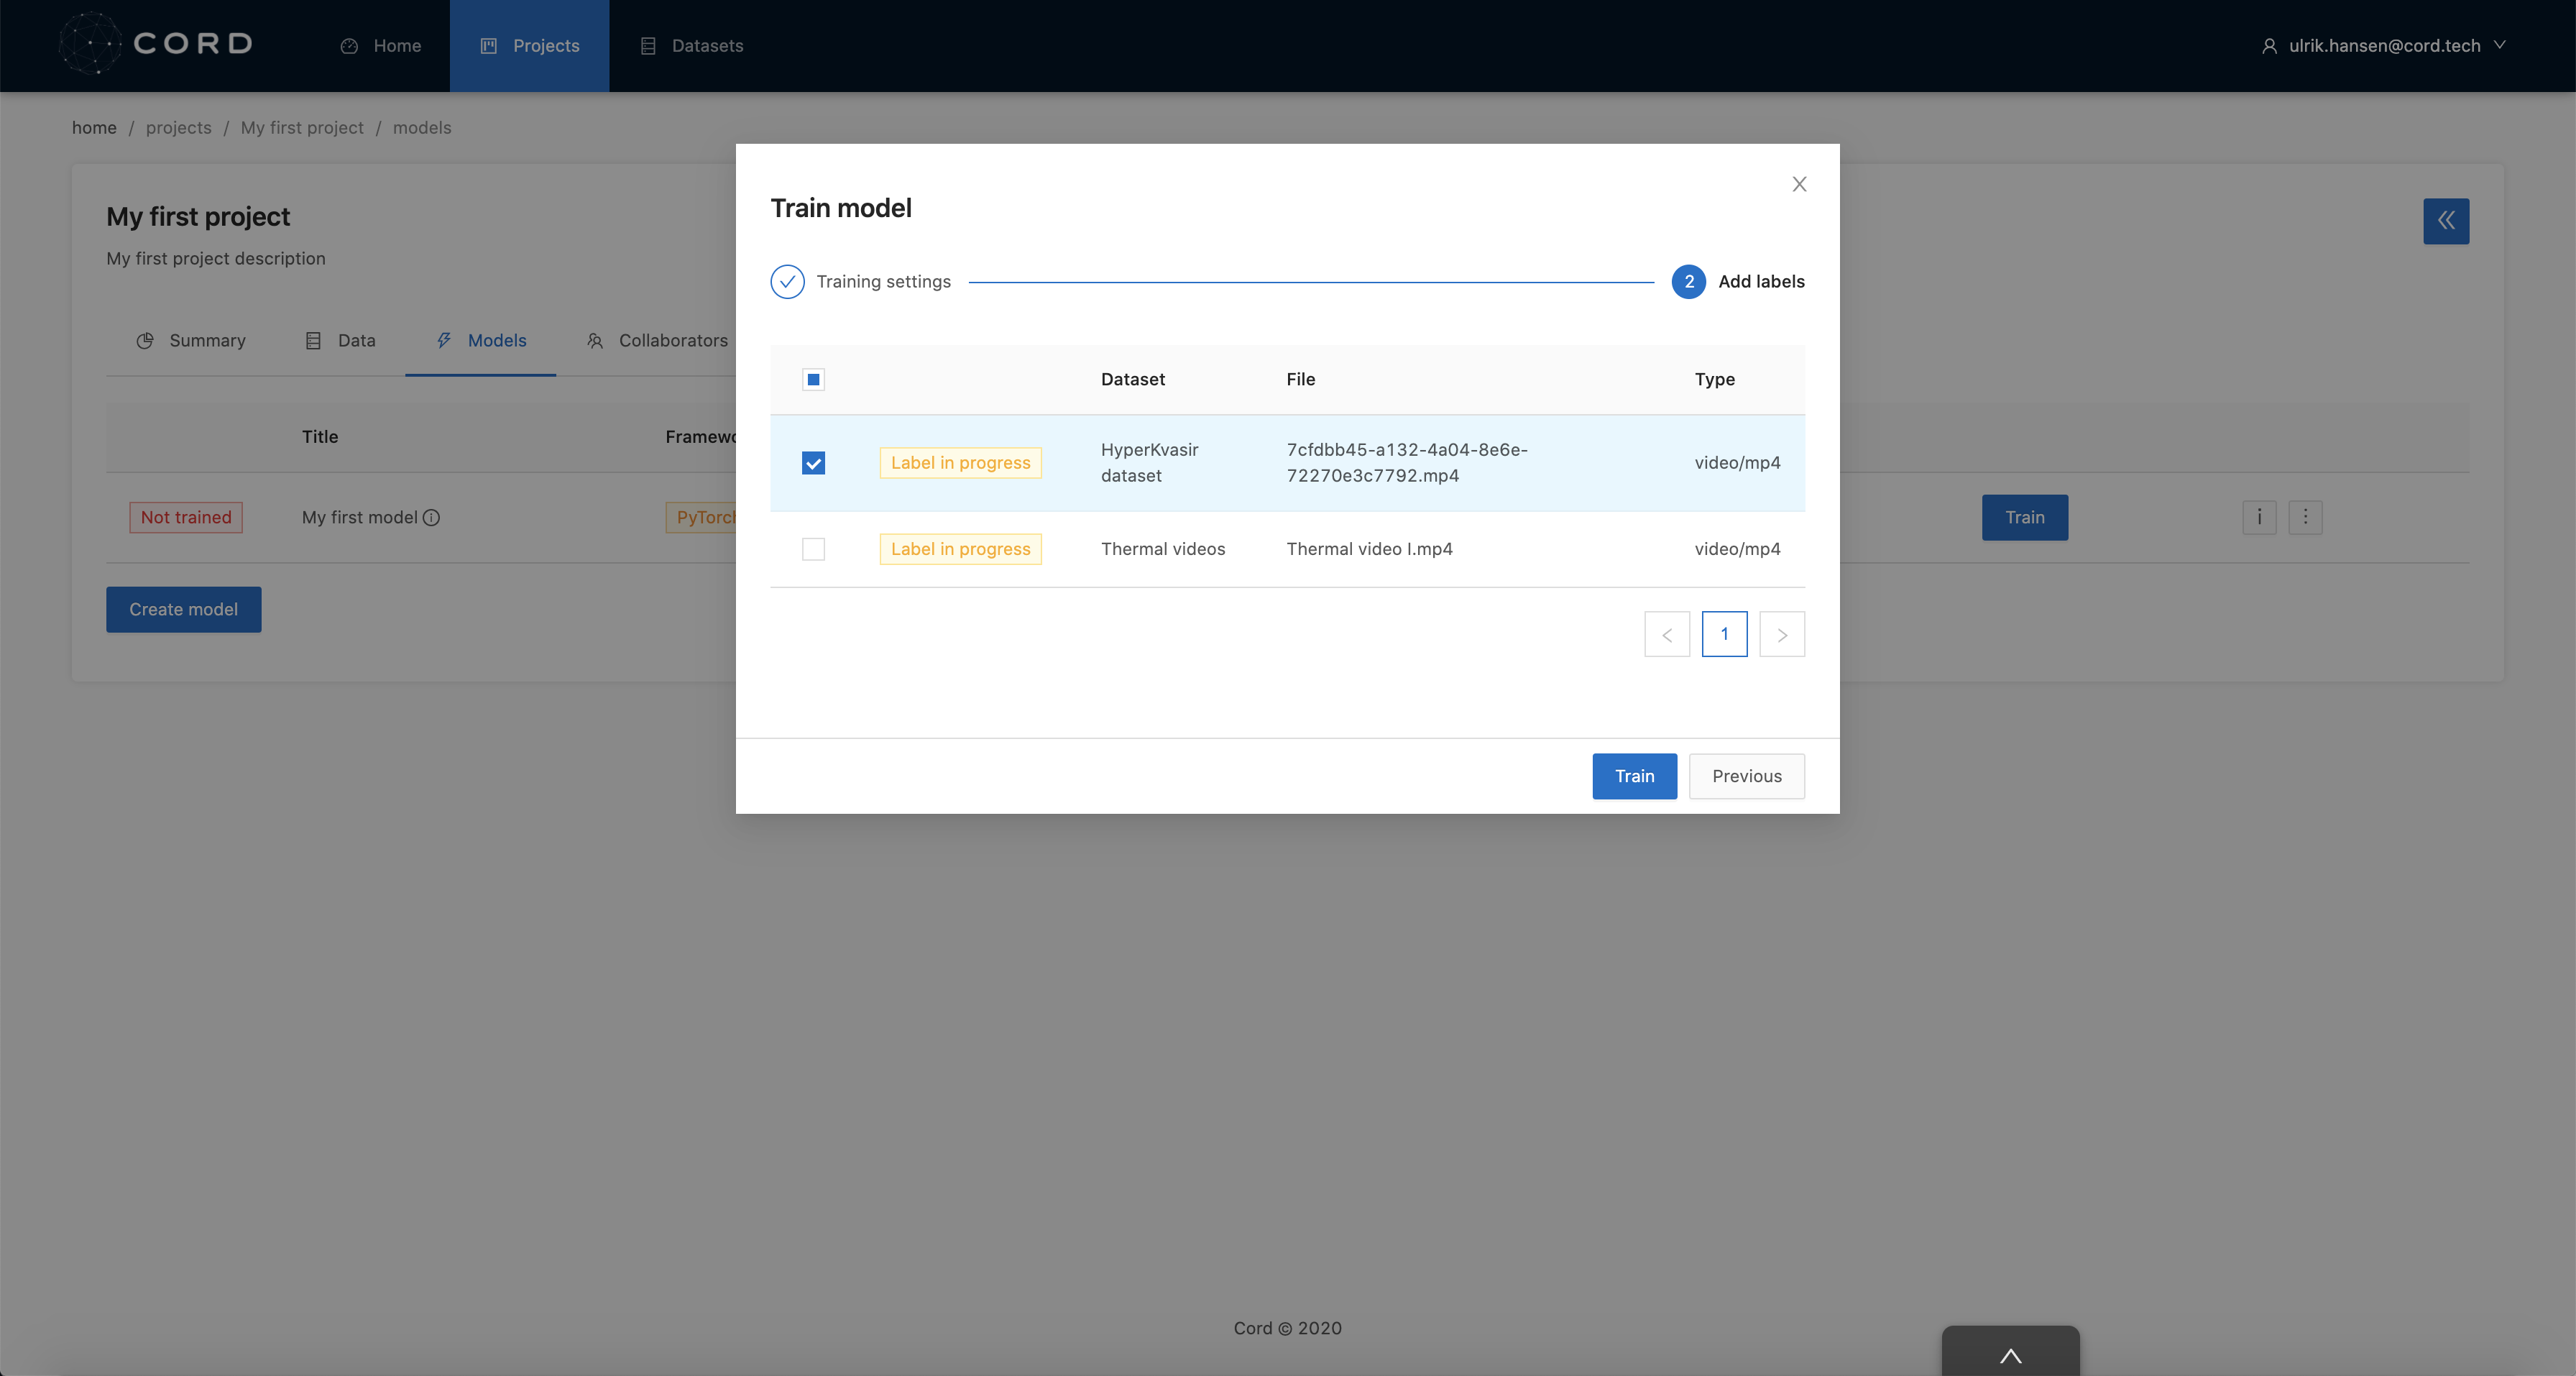 CORD
Home
Projects
Datasets
ulrik.hansen@cord.tech
home / projects / My first project / models
My first project
My first project description
Summary
Data
Models
Collaborators
Title
Framewo
Not trained
My first model
PyTorch
Train
Create model
Train model
Training settings
2 Add labels
Dataset
File
Type
Label in progress
HyperKvasir
dataset
7cfdbb45-a132-4a04-8e6e-
72270e3c7792.mp4
video/mp4
Label in progress
Thermal videos
Thermal video I.mp4
video/mp4
< 1 >
Train
Previous
Cord © 2020